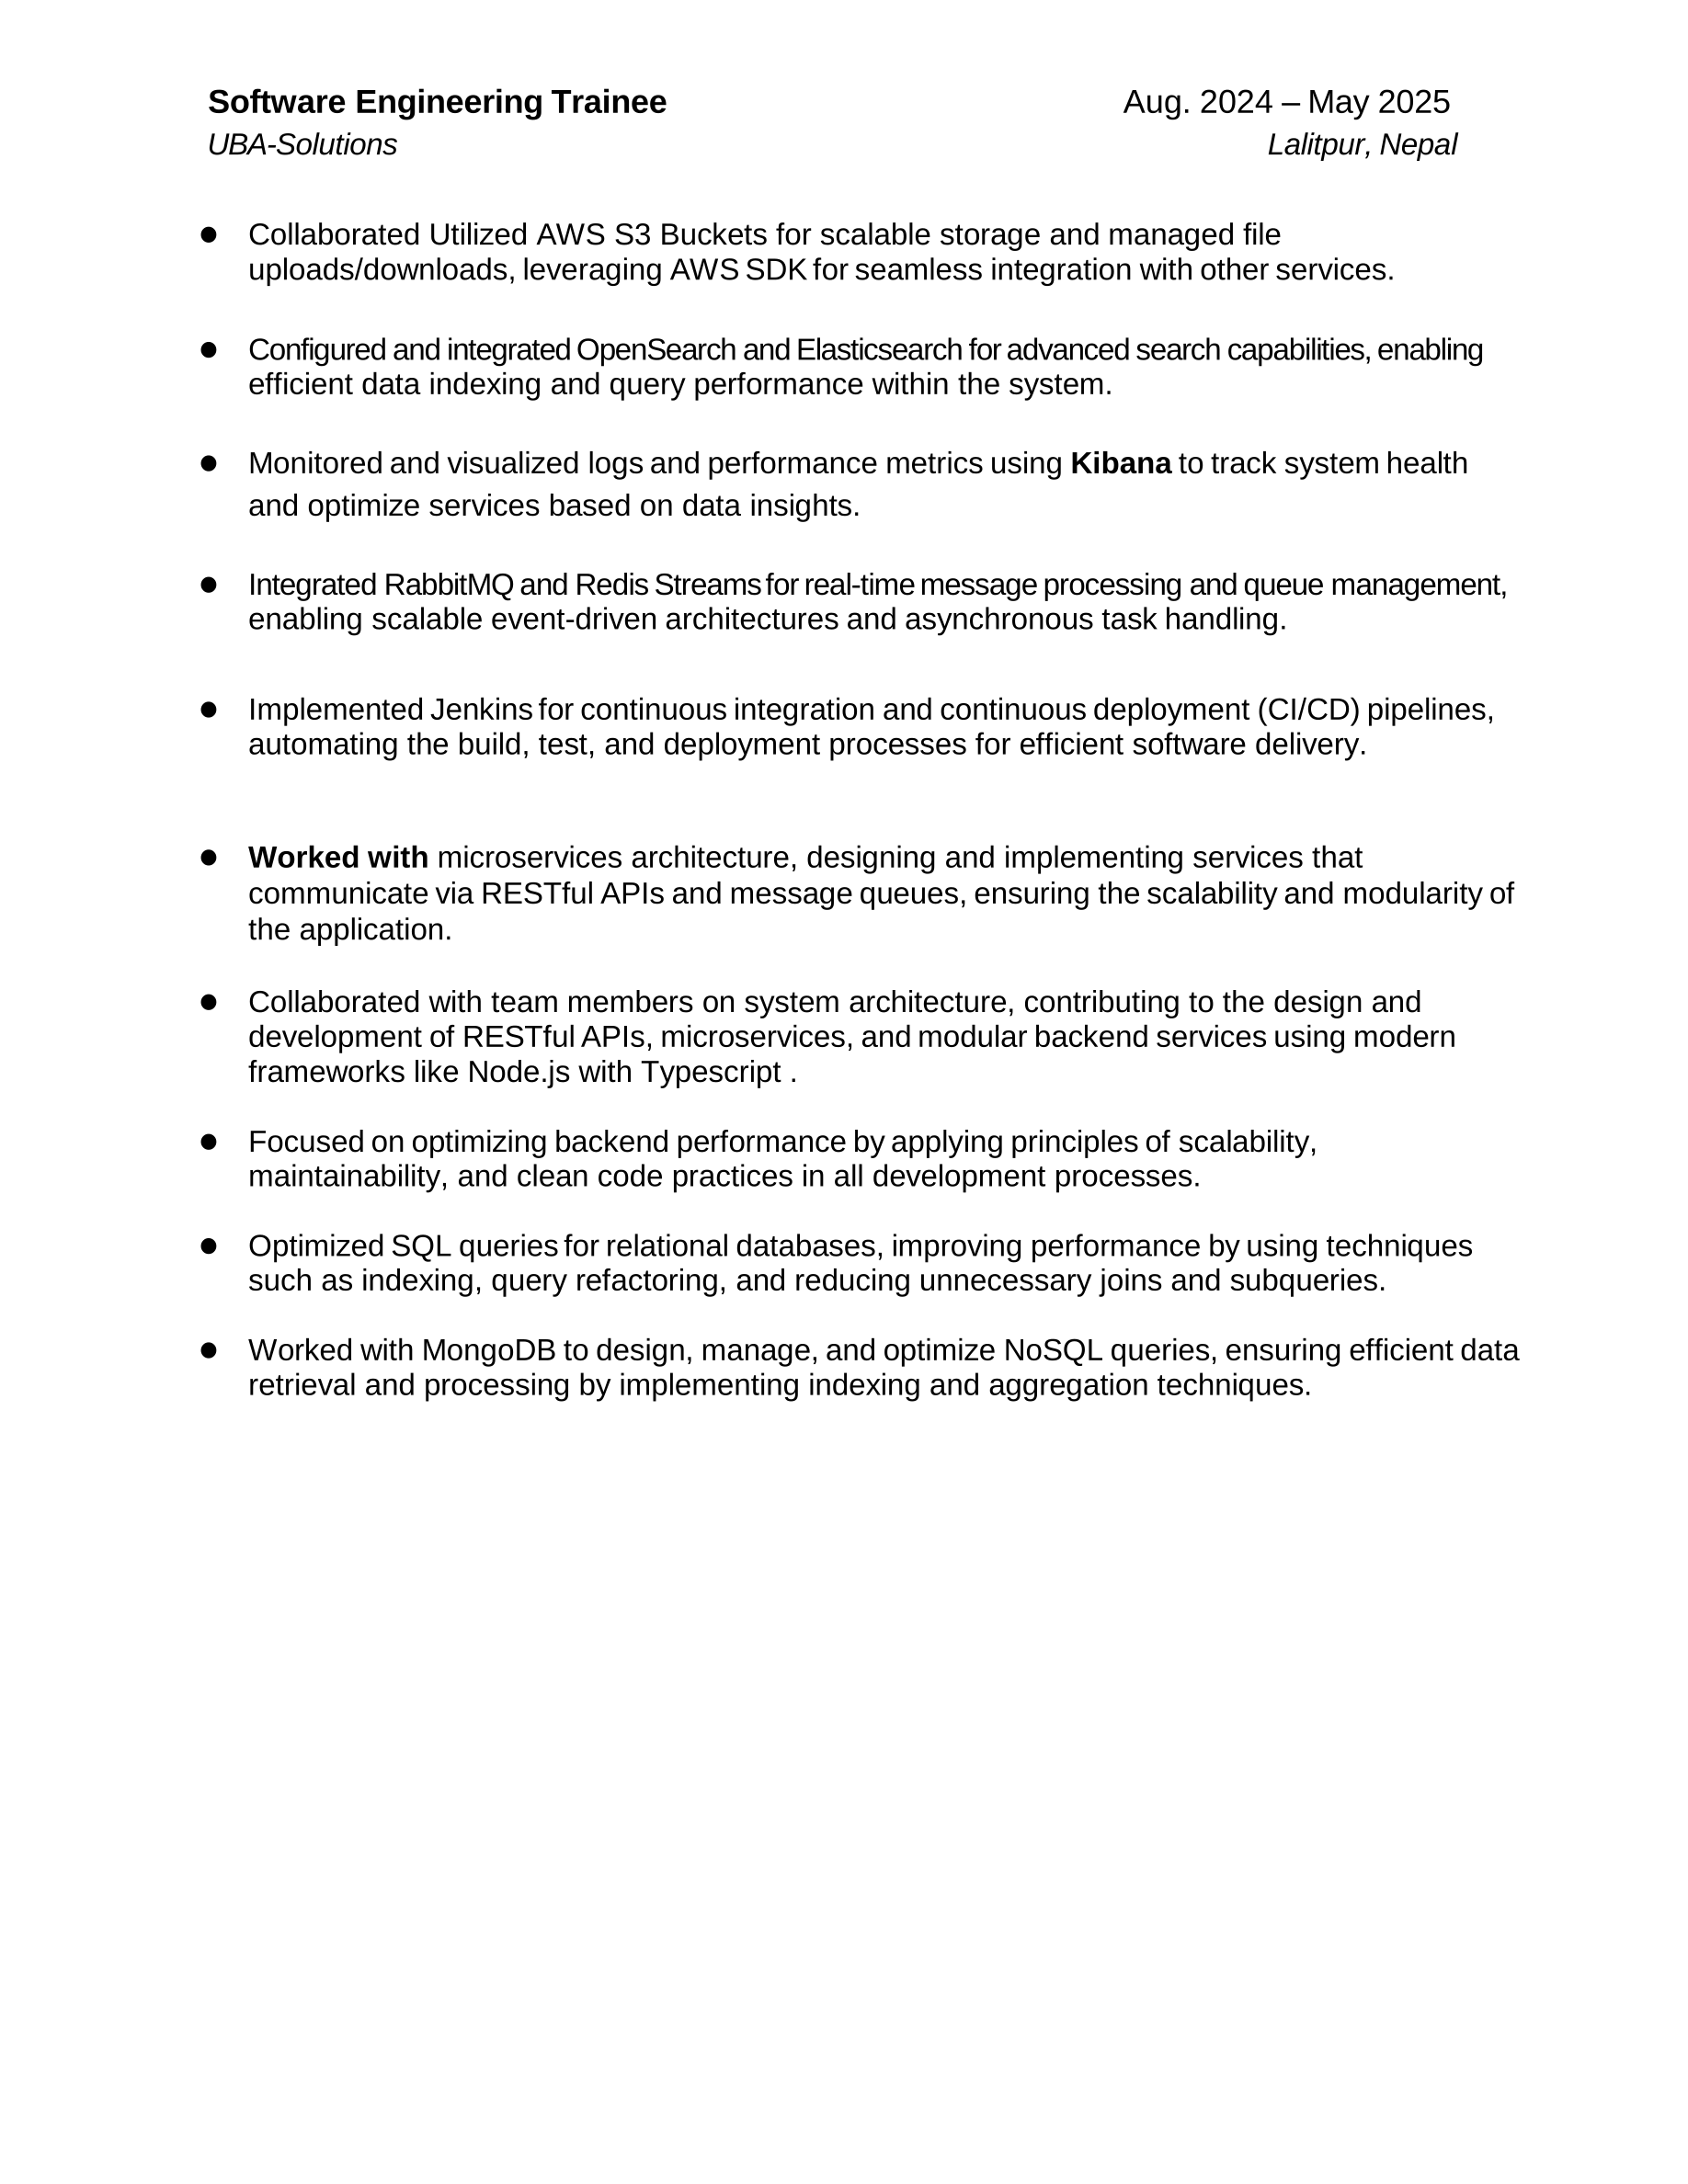 Software Engineering Trainee Aug. 2024 – May 2025
UBA-Solutions Lalitpur, Nepal
● Collaborated Utilized AWS S3 Buckets for scalable storage and managed file
uploads/downloads, leveraging AWS SDK for seamless integration with other services.
● Configured and integrated OpenSearch and Elasticsearch for advanced search capabilities, enabling
efficient data indexing and query performance within the system.
● Monitored and visualized logs and performance metrics using Kibana to track system health
and optimize services based on data insights.
● Integrated RabbitMQ and Redis Streams for real-time message processing and queue management,
enabling scalable event-driven architectures and asynchronous task handling.
● Implemented Jenkins for continuous integration and continuous deployment (CI/CD) pipelines,
automating the build, test, and deployment processes for efficient software delivery.
● Worked with microservices architecture, designing and implementing services that
communicate via RESTful APIs and message queues, ensuring the scalability and modularity of
the application.
● Collaborated with team members on system architecture, contributing to the design and
development of RESTful APIs, microservices, and modular backend services using modern
frameworks like Node.js with Typescript .
● Focused on optimizing backend performance by applying principles of scalability,
maintainability, and clean code practices in all development processes.
● Optimized SQL queries for relational databases, improving performance by using techniques
such as indexing, query refactoring, and reducing unnecessary joins and subqueries.
● Worked with MongoDB to design, manage, and optimize NoSQL queries, ensuring efficient data
retrieval and processing by implementing indexing and aggregation techniques.